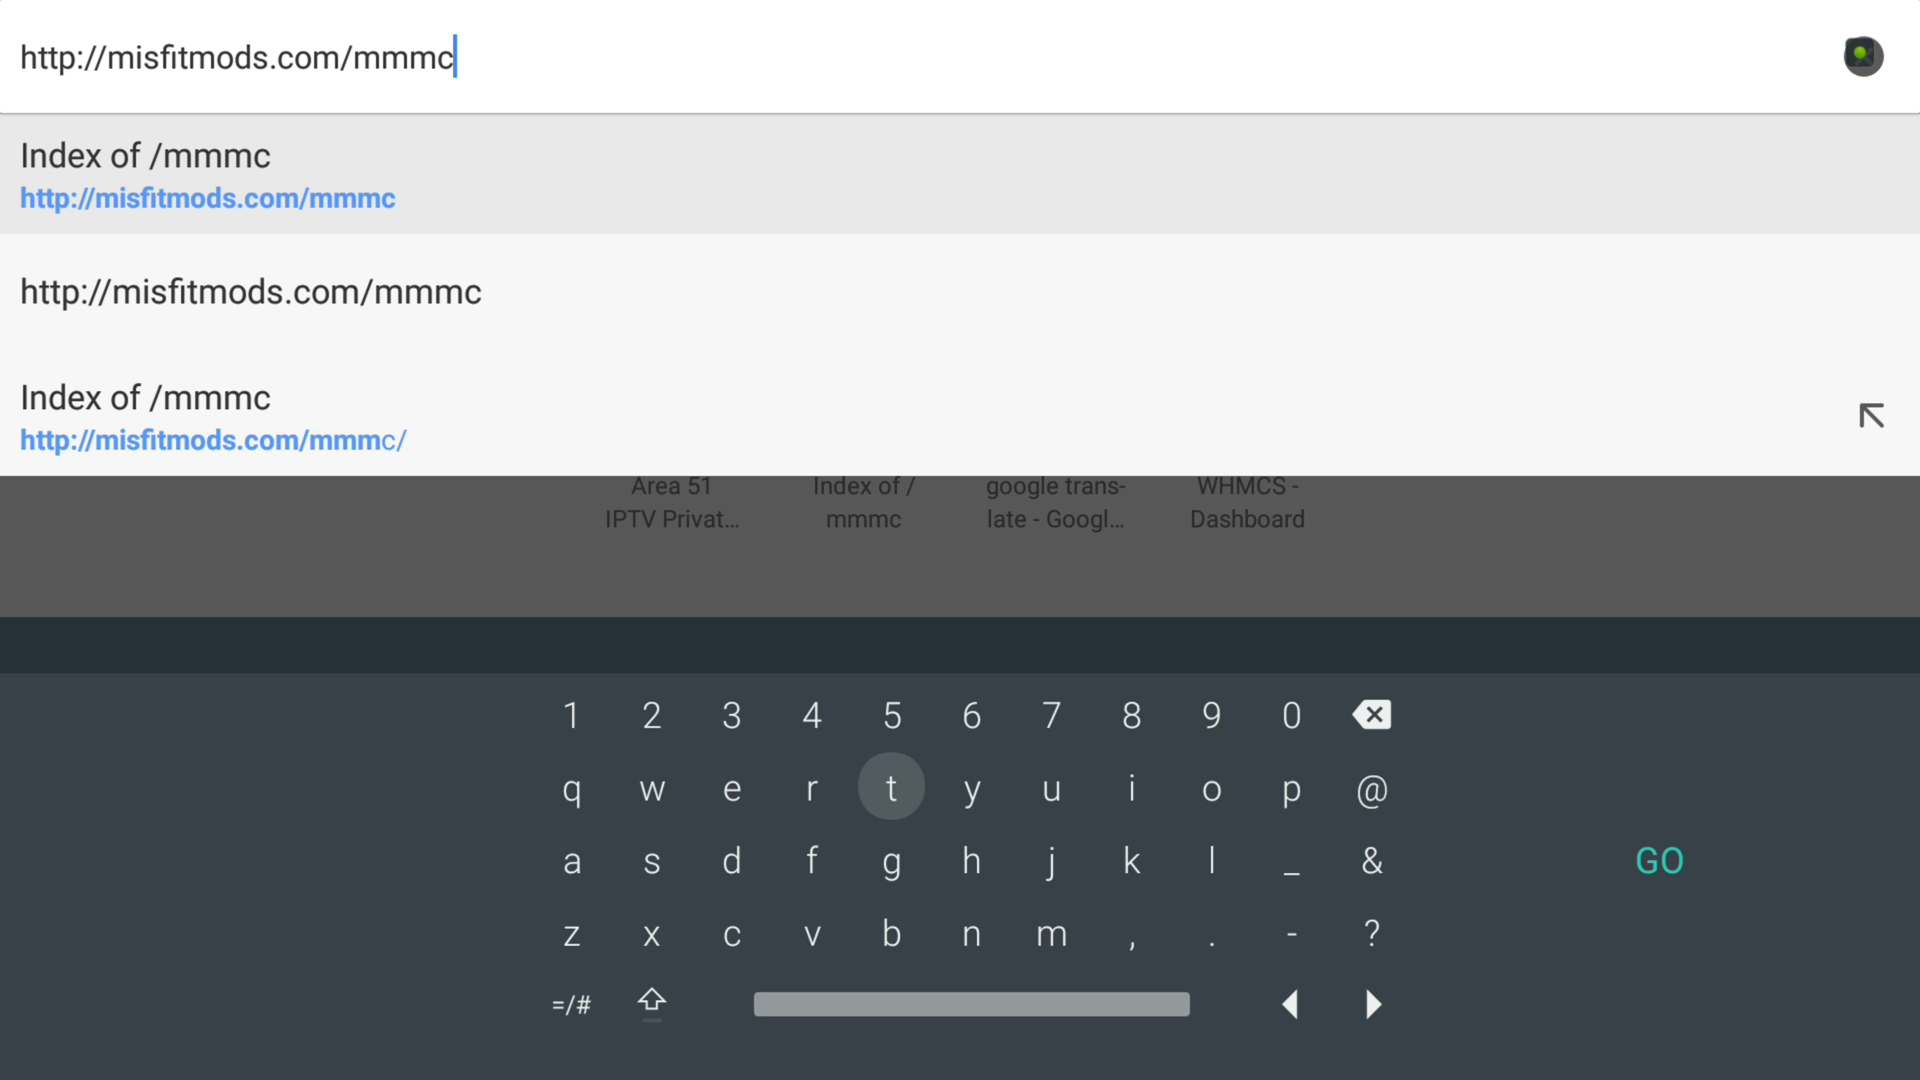 http://misfitmods.com/mmmc
Index of /mmmc
http://misfitmods.com/mmmc
http://misfitmods.com/mmmc
Index of /mmmc
http://misfitmods.com/mmmc/
Area 51 Index of / google trans- WHMCS -
IPTV Privat... mmmc late - Googl... Dashboard
1 2 3 4 5 6 7 8 9 0
q w e r t y u i o p @
a s d f g h j k l _ &
GO
z x c v b n m , . - ?
=/#